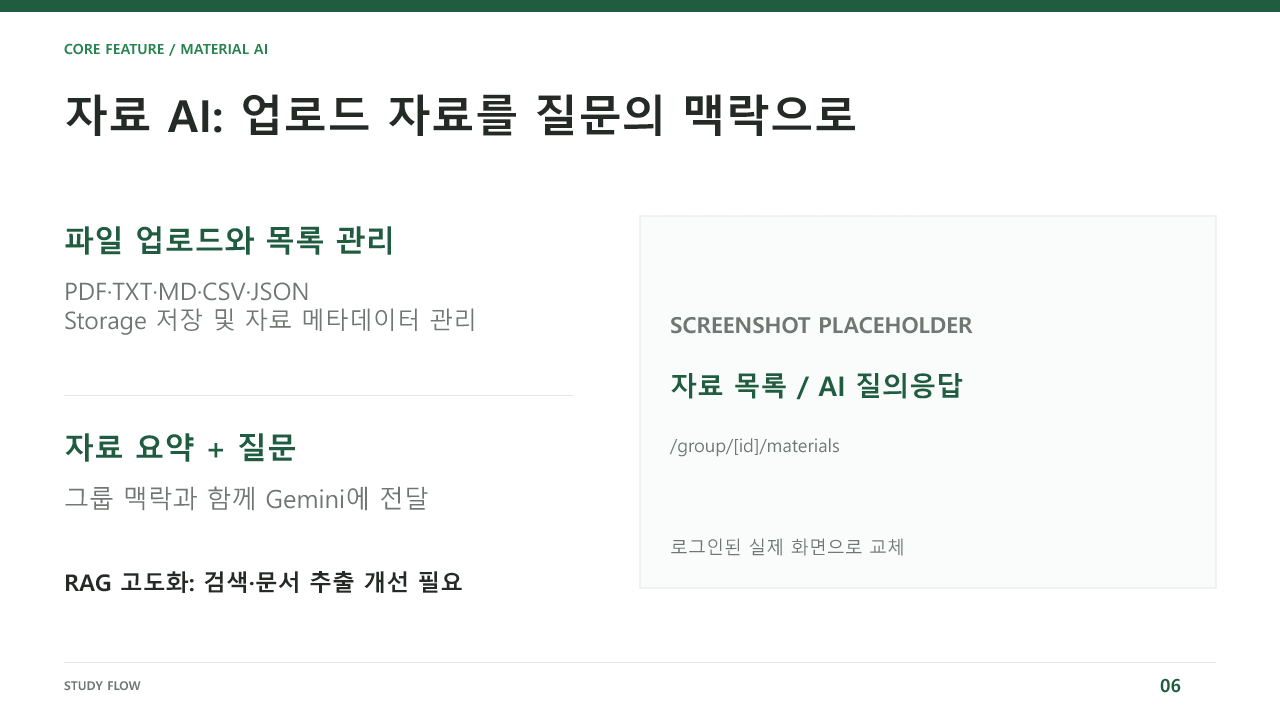 CORE FEATURE / MATERIAL AI
자료 AI: 업로드 자료를 질문의 맥락으로
파일 업로드와 목록 관리
PDF·TXT·MD·CSV·JSON
Storage 저장 및 자료 메타데이터 관리
자료 요약 + 질문
그룹 맥락과 함께 Gemini에 전달
RAG 고도화: 검색·문서 추출 개선 필요
SCREENSHOT PLACEHOLDER
자료 목록 / AI 질의응답
/group/[id]/materials
로그인된 실제 화면으로 교체
STUDY FLOW
06